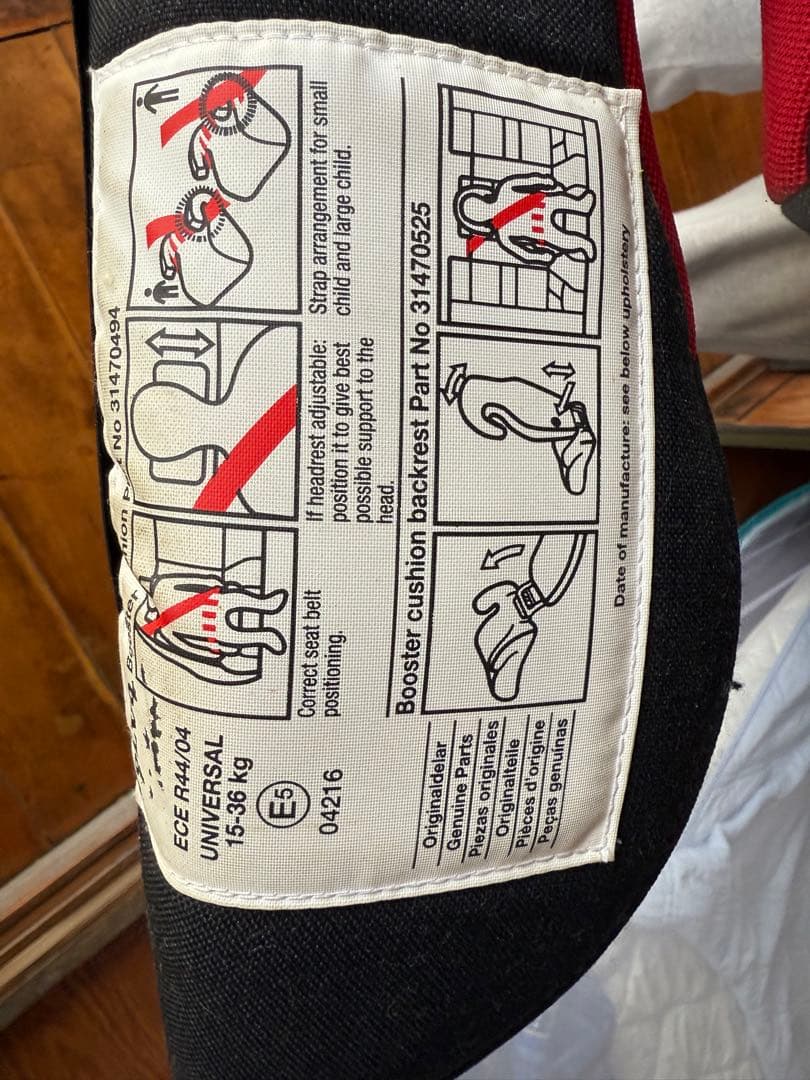 No 31470494
ECE R44/04
UNIVERSAL
15-36 kg
E5
04216
Correct seat belt
positioning.
If headrest adjustable:
position it to give best
possible support to the
head.
Strap arrangement for small
child and large child.
Booster cushion backrest Part No 31470525
Originaldelar
Genuine Parts
Piezas originales
Originalteile
Pièces d'origine
Peças genuínas
Date of manufacture: see below upholstery